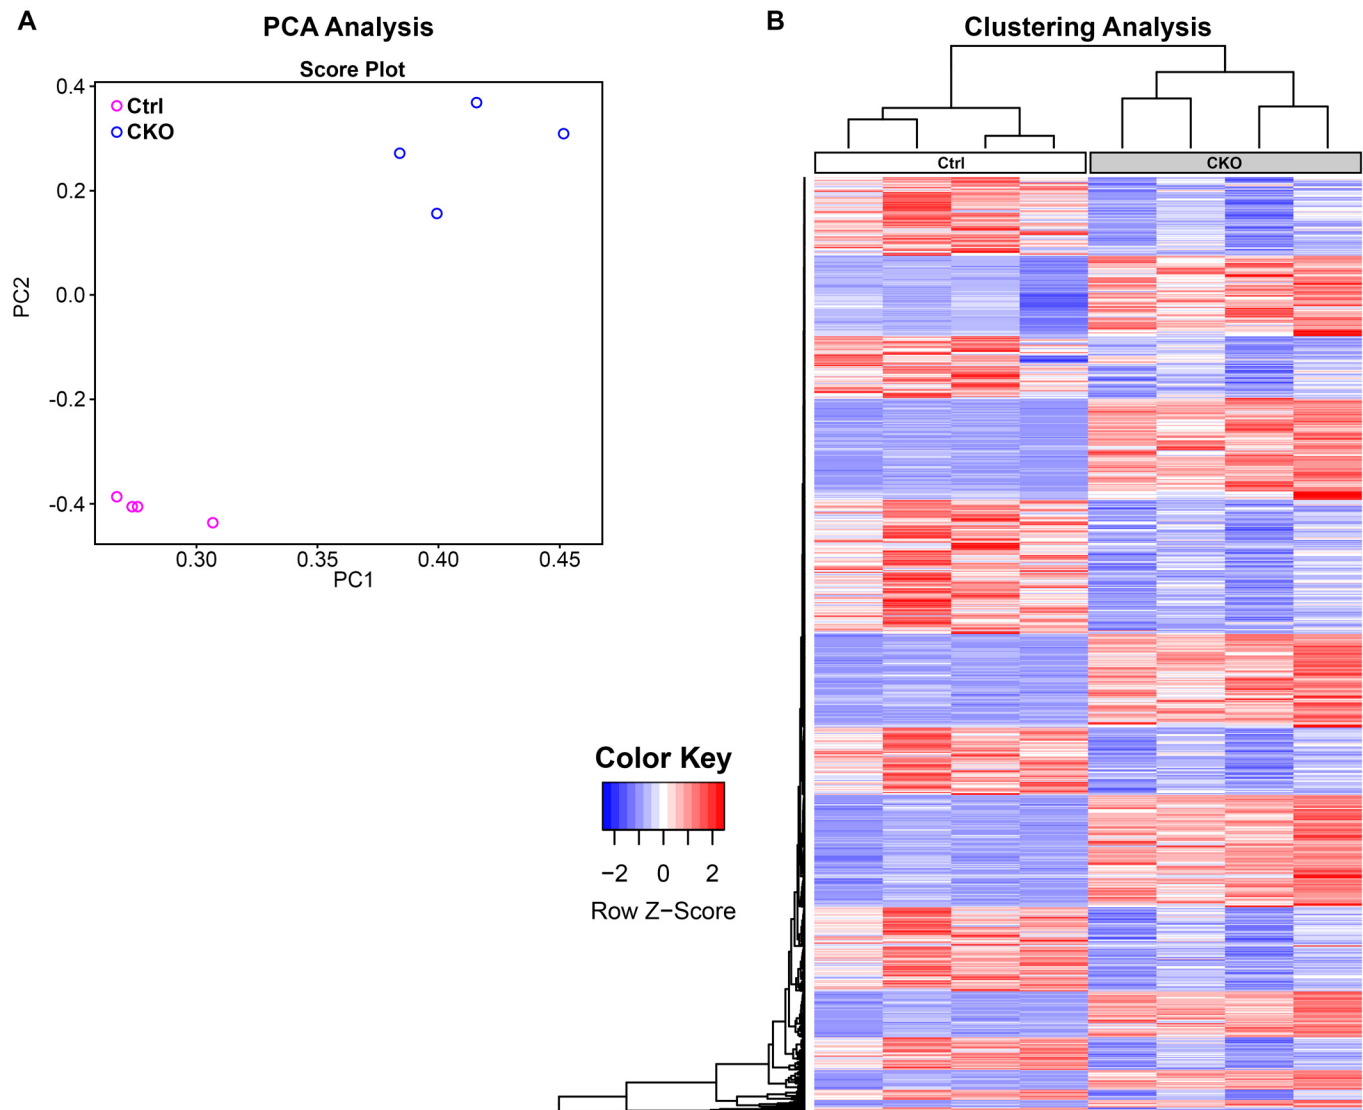 A
PCA Analysis
Score Plot
Ctrl
CKO
0.4
0.2
0.0
-0.2
-0.4
PC2
0.30
0.35
0.40
0.45
PC1
B
Clustering Analysis
Ctrl
CKO
Color Key
−2
0
2
Row Z−Score